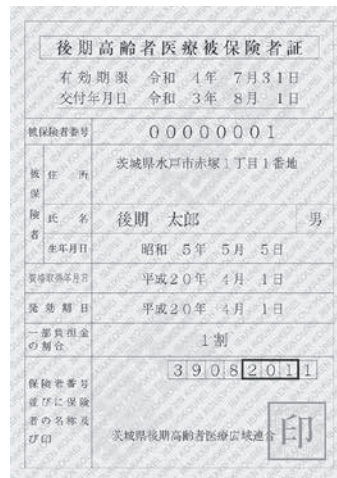 後期高齢者医療被保険者証
有効期限 令和 4年 7月31日
交付年月日 令和 3年 8月 1日
被保険者番号 00000001
被保険者
住所 茨城県水戸市赤塚1丁目1番地
氏名 後期 太郎 男
生年月日 昭和 5年 5月 5日
資格取得年月日 平成20年 4月 1日
発効期日 平成20年 4月 1日
一部負担金の割合 1割
保険者番号並びに保険者の名称及び印 39082011
茨城県後期高齢者医療広域連合 印